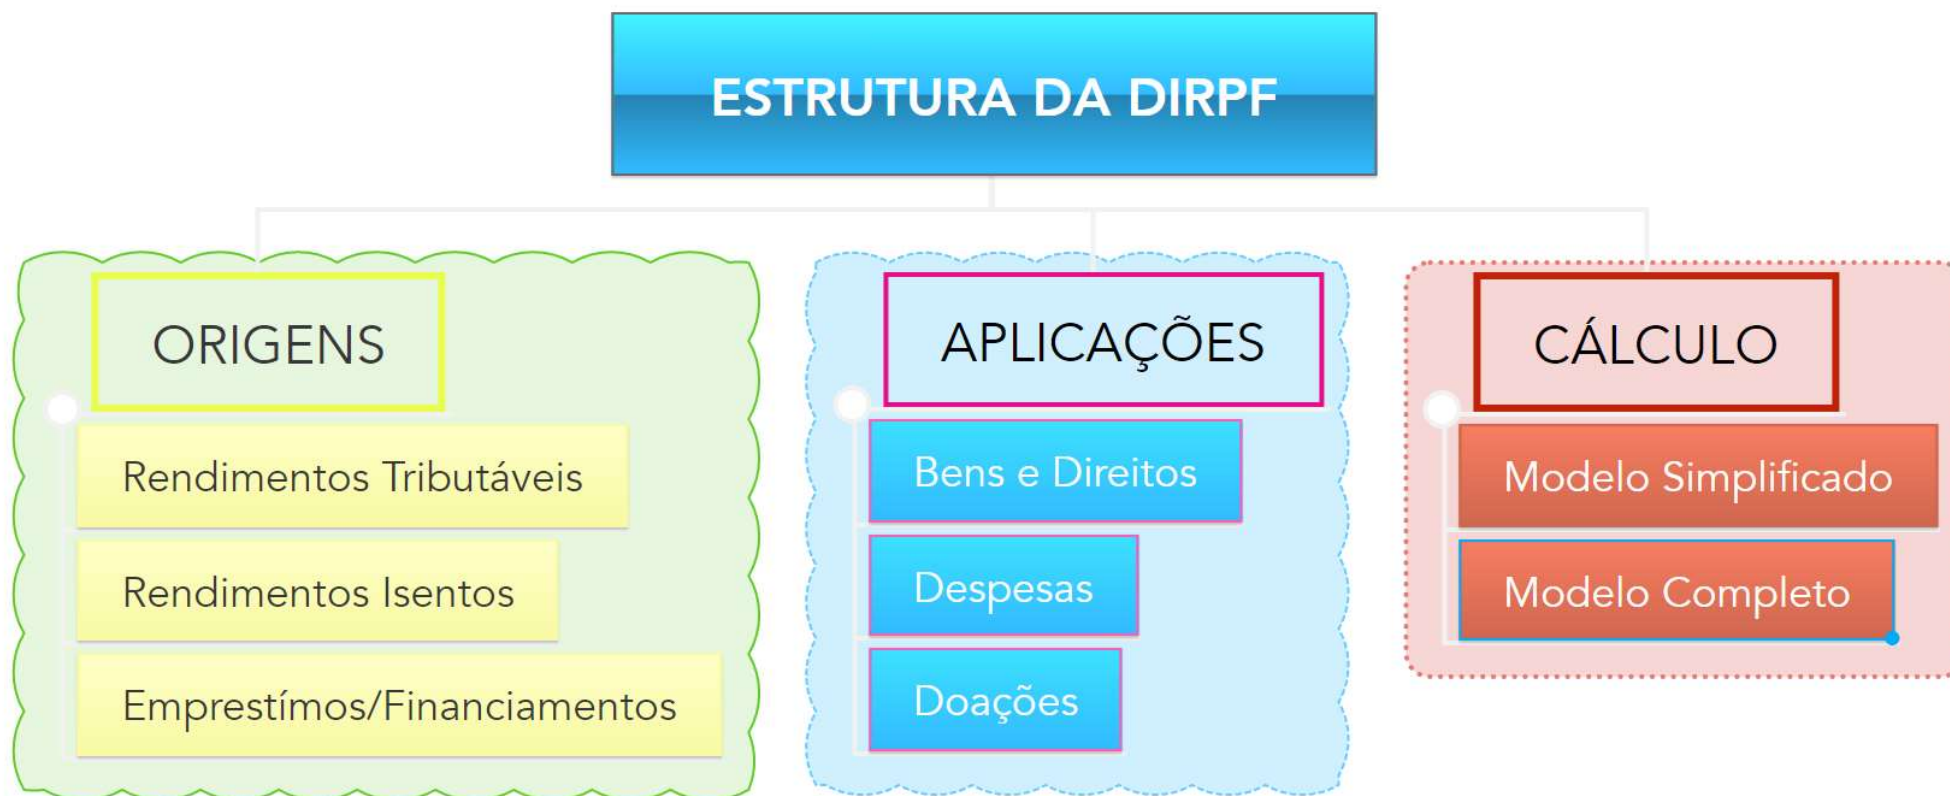 ESTRUTURA DA DIRPF
ORIGENS
Rendimentos Tributáveis
Rendimentos Isentos
Emprestímos/Financiamentos
APLICAÇÕES
Bens e Direitos
Despesas
Doações
CÁLCULO
Modelo Simplificado
Modelo Completo